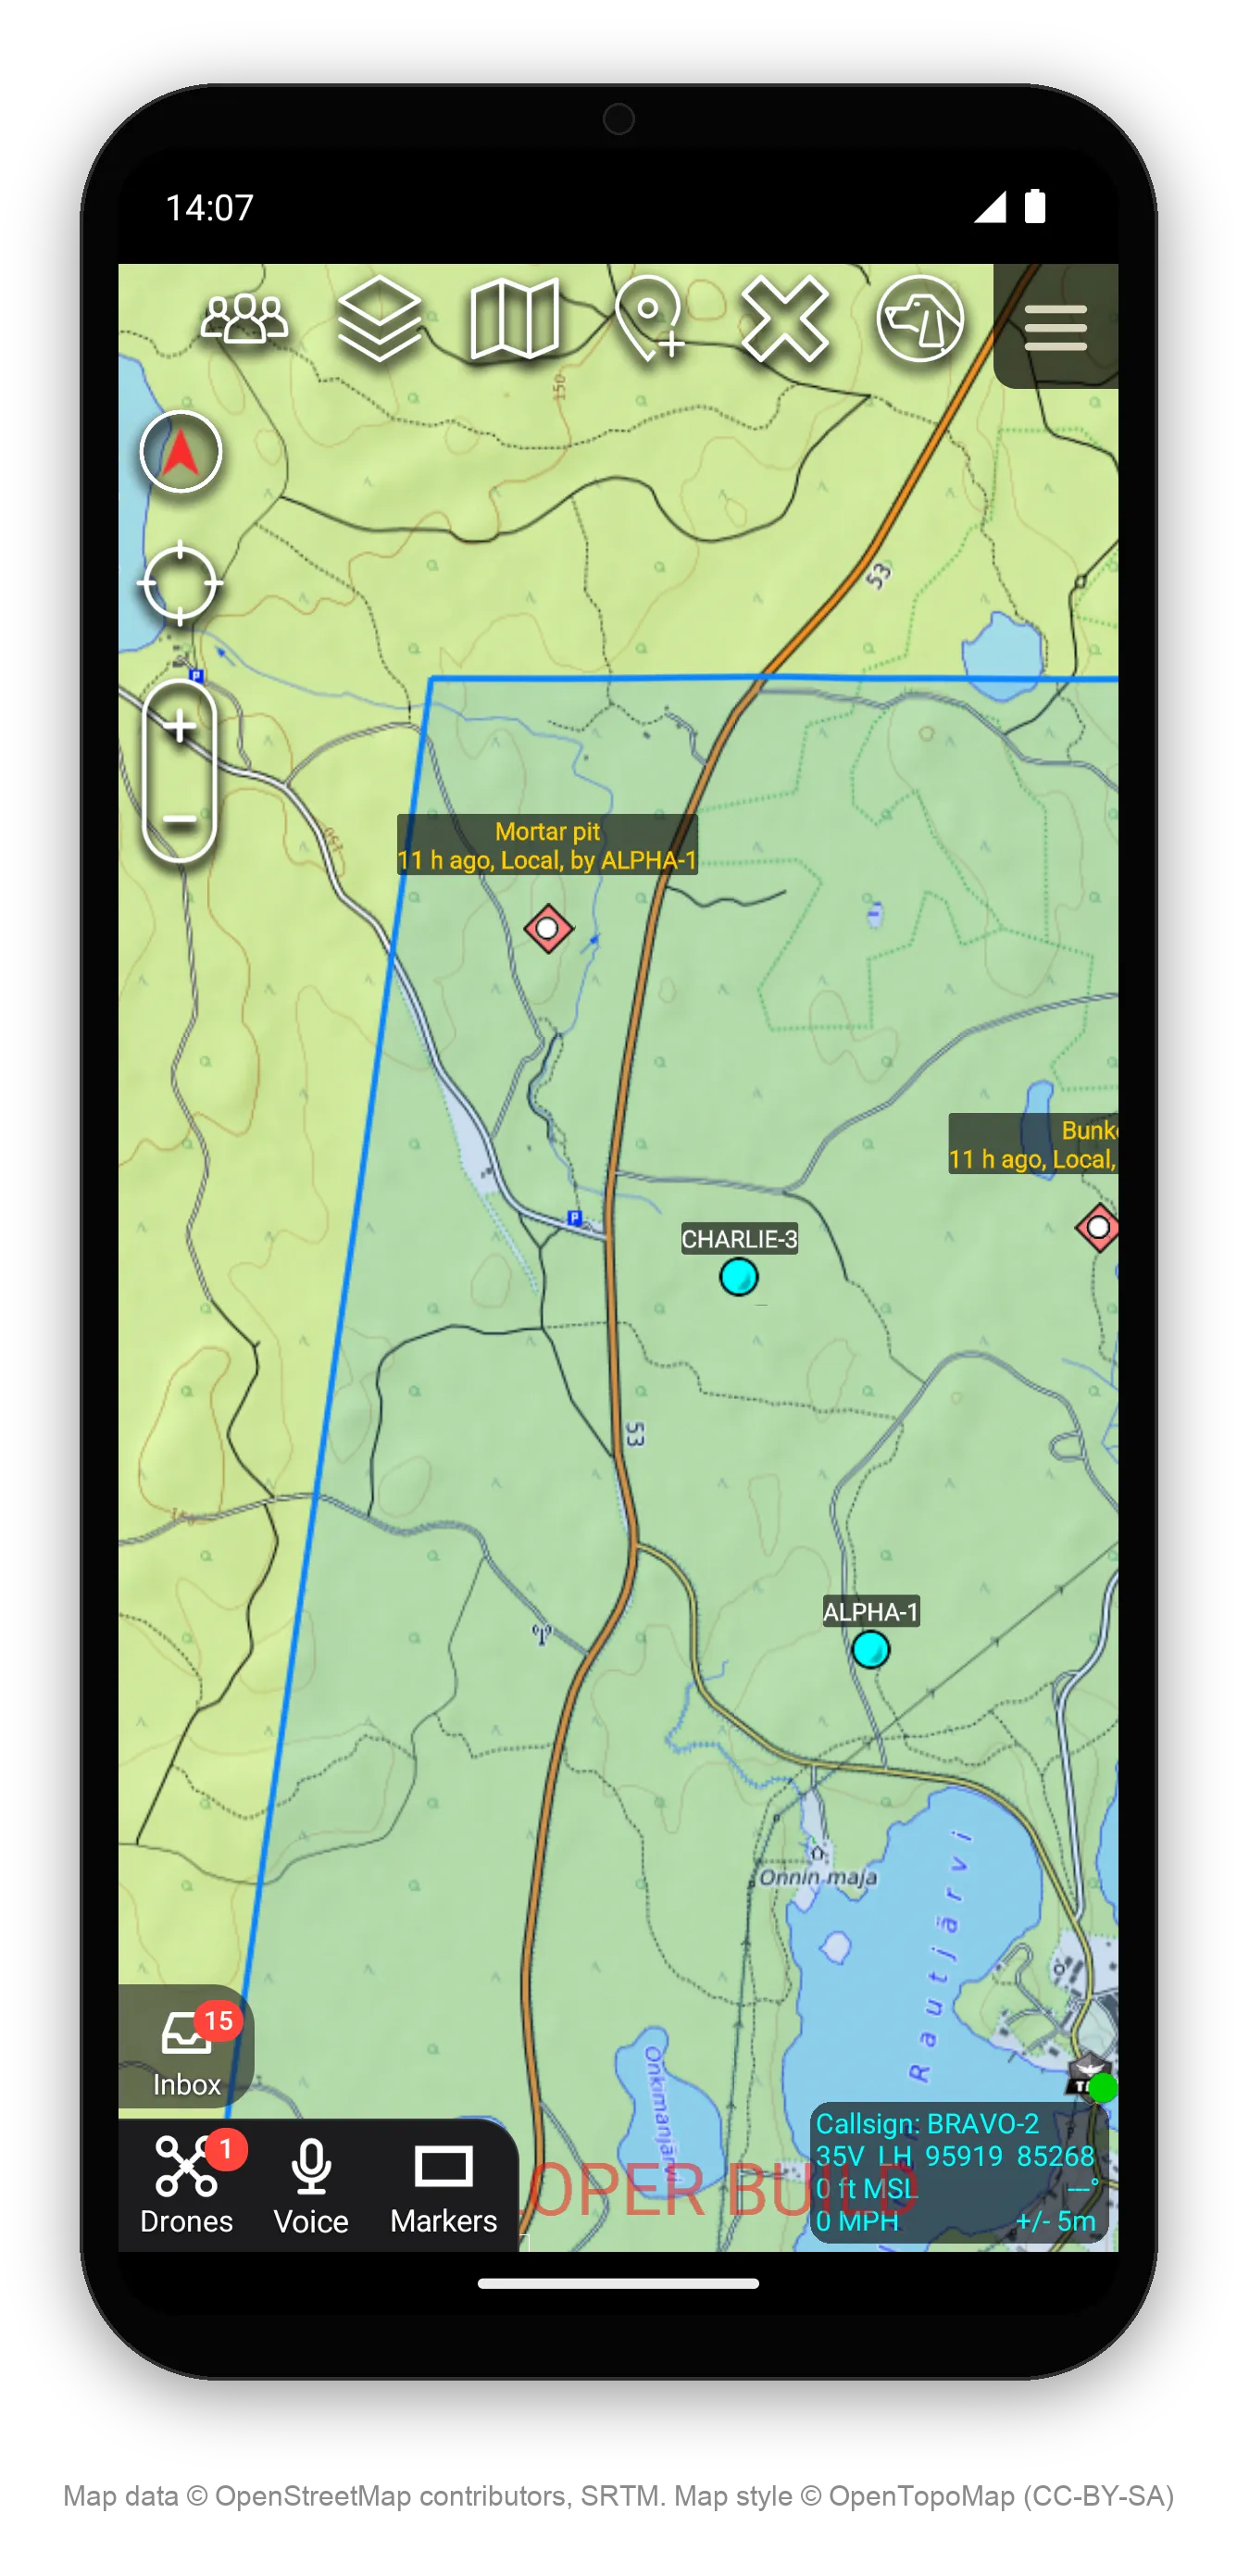 14:07
150
53
P
Mortar pit
11 h ago, Local, by ALPHA-1
Bunke
11 h ago, Local,
P
CHARLIE-3
53
ALPHA-1
Onnin maja
Rautjärvi
15
Inbox
Onkimanjärvi
Callsign: BRAVO-2
35V LH 95919 85268
0 ft MSL ---°
0 MPH +/- 5m
OPER BUILD
1
Drones
Voice
Markers
Map data © OpenStreetMap contributors, SRTM. Map style © OpenTopoMap (CC-BY-SA)